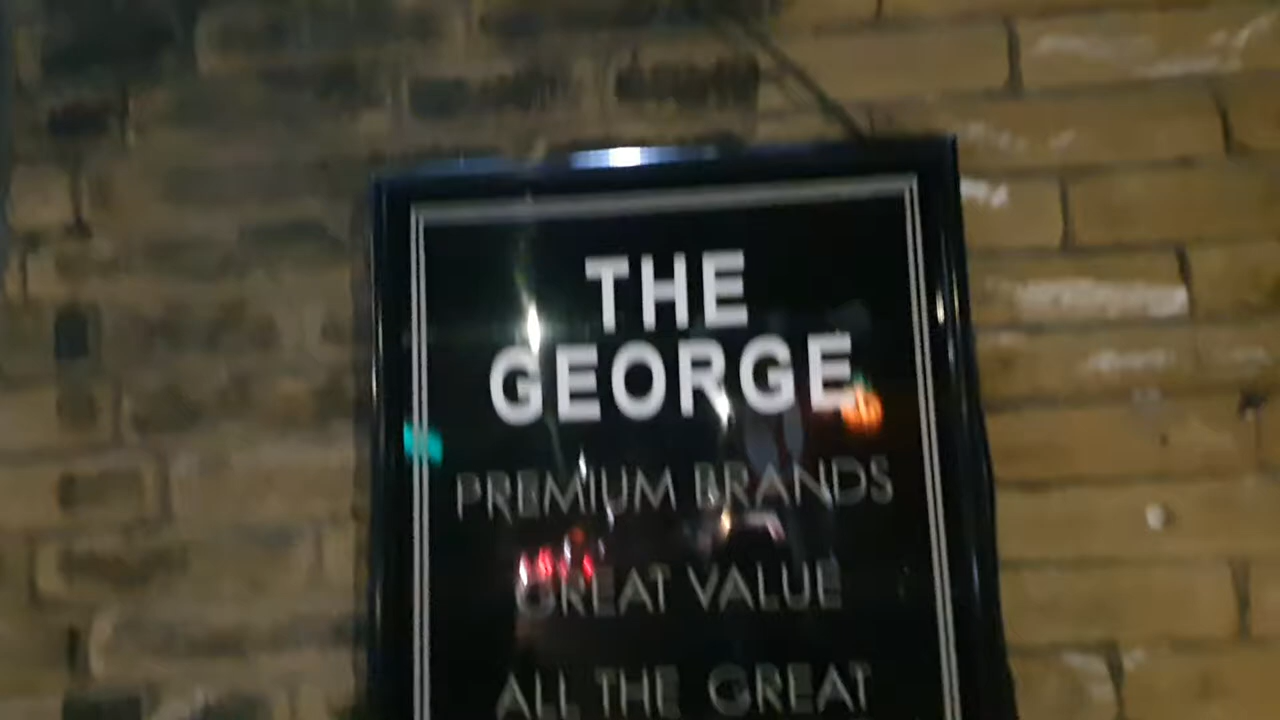 THE
GEORGE
PREMIUM BRANDS
GREAT VALUE
ALL THE GREAT